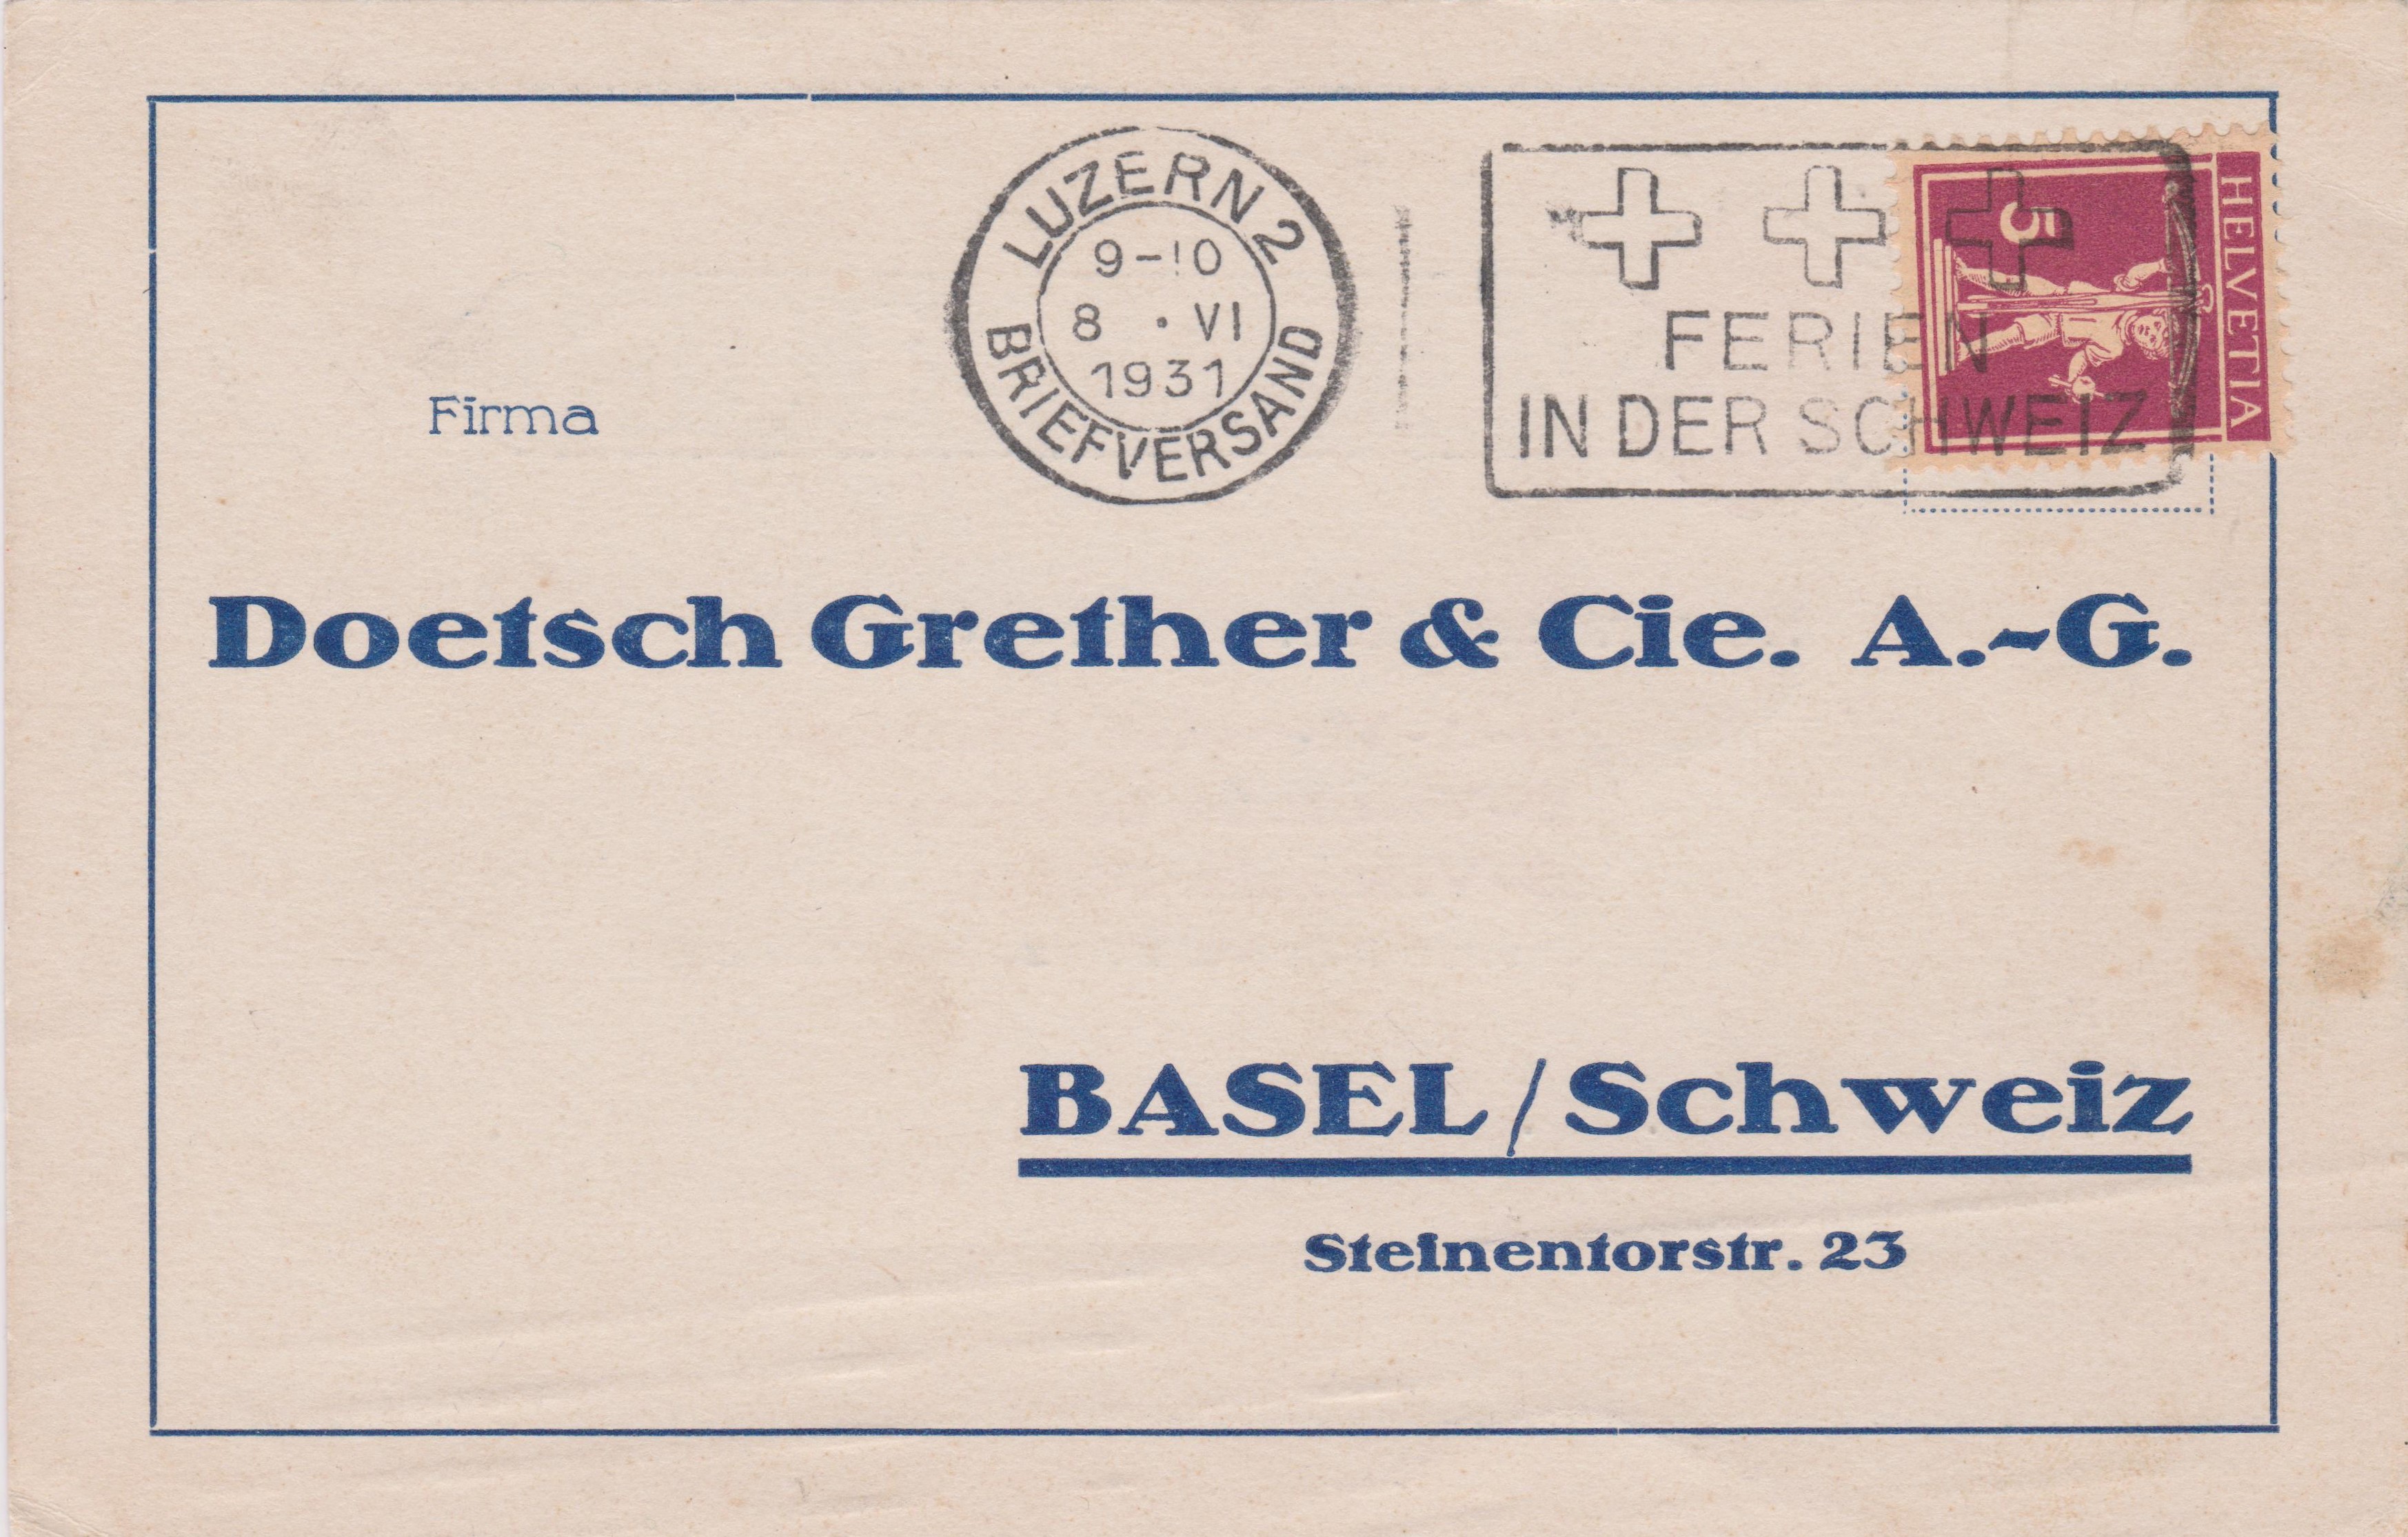 LUZERN 2
9-10
8 · VI
1931
BRIEFVERSAND
FERIEN
IN DER SCHWEIZ
5
HELVETIA
Firma
Doetsch Grether & Cie. A.-G.
BASEL/Schweiz
Steinentorstr. 23